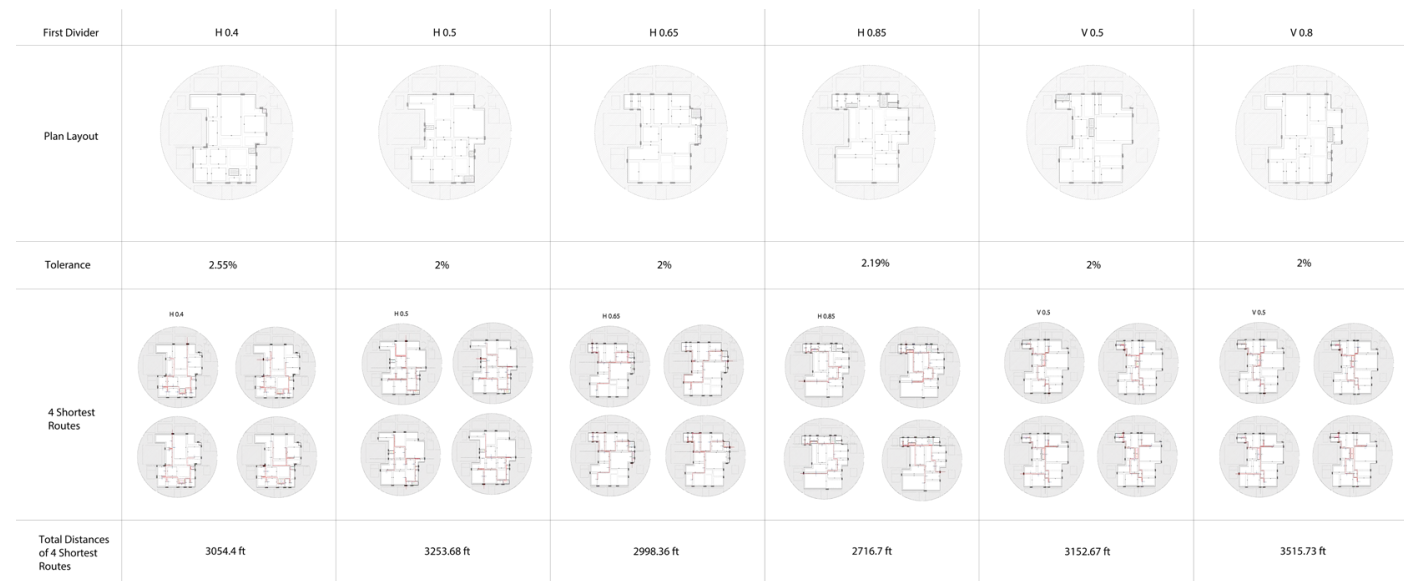 First Divider
H 0.4
H 0.5
H 0.65
H 0.85
V 0.5
V 0.8
Plan Layout
Tolerance
2.55%
2%
2%
2.19%
2%
2%
H 0.4
H 0.5
H 0.65
H 0.85
V 0.5
V 0.5
4 Shortest
Routes
Total Distances
of 4 Shortest
Routes
3054.4 ft
3253.68 ft
2998.36 ft
2716.7 ft
3152.67 ft
3515.73 ft